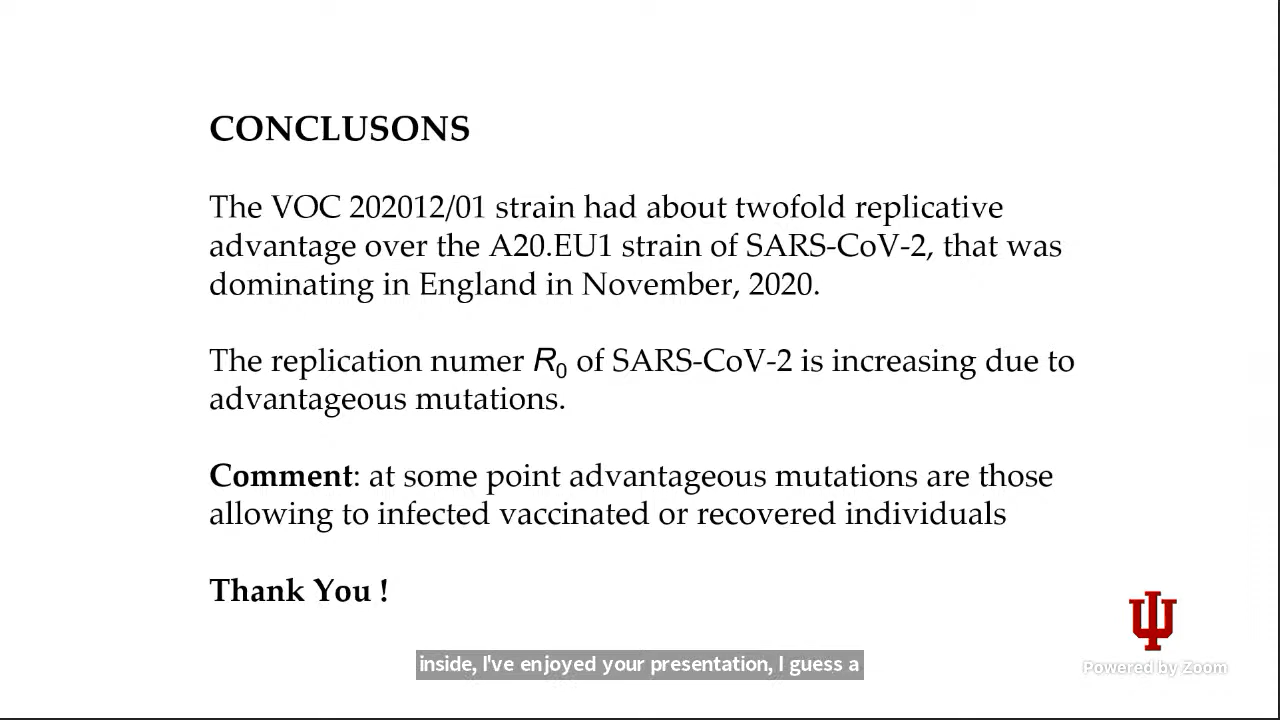 CONCLUSONS
The VOC 202012/01 strain had about twofold replicative
advantage over the A20.EU1 strain of SARS-CoV-2, that was
dominating in England in November, 2020.
The replication numer R₀ of SARS-CoV-2 is increasing due to
advantageous mutations.
Comment: at some point advantageous mutations are those
allowing to infected vaccinated or recovered individuals
Thank You !
inside, I've enjoyed your presentation, I guess a
Powered by Zoom